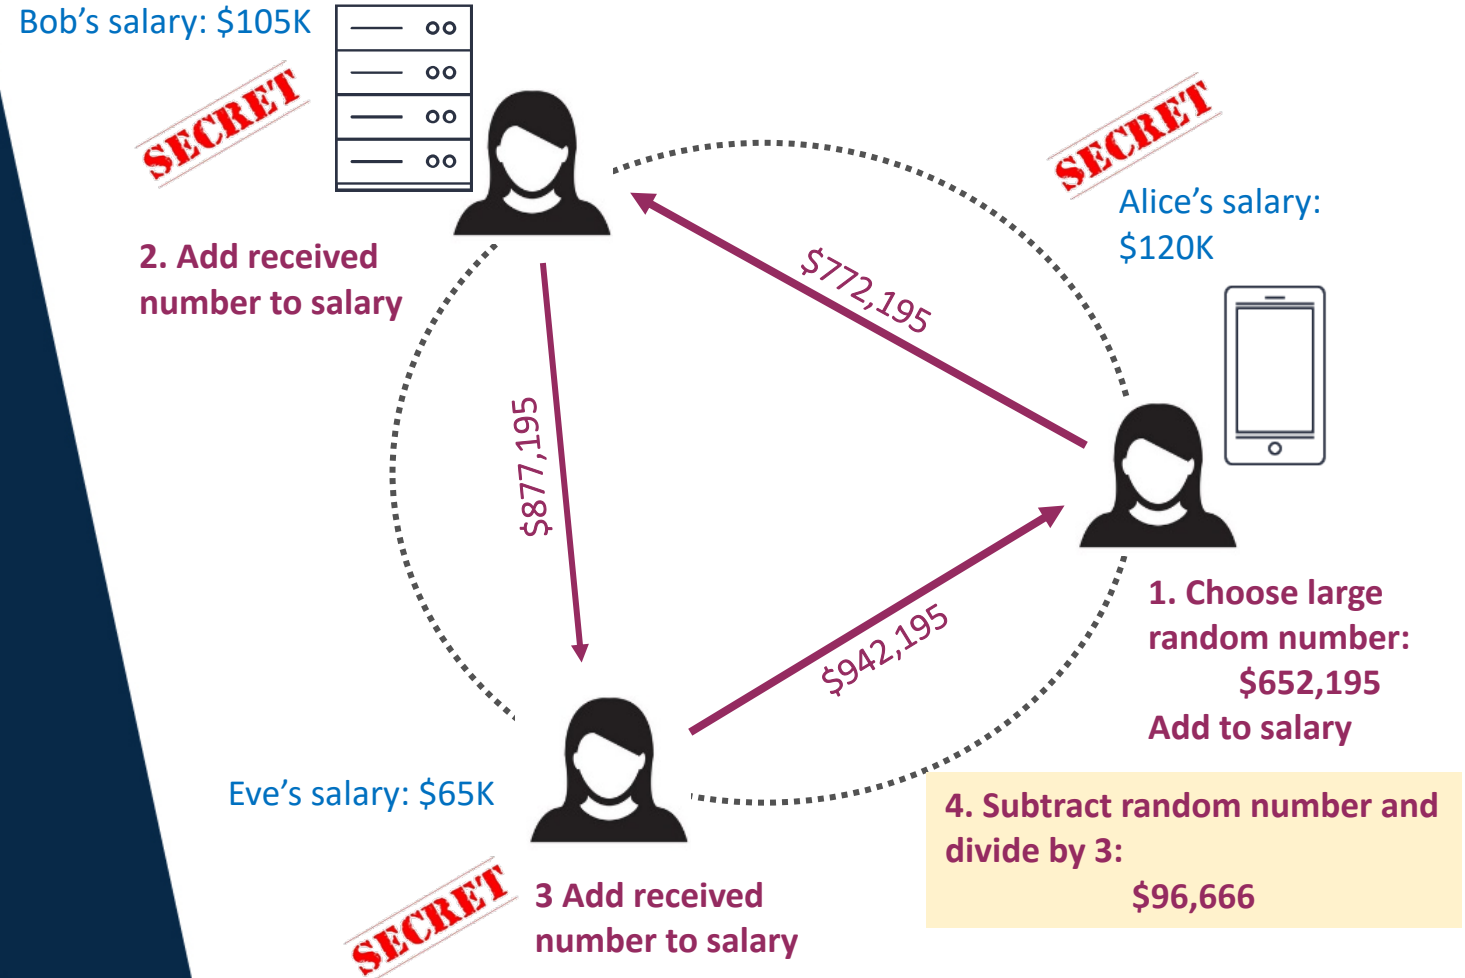 Bob's salary: $105K
SECRET
SECRET
Alice's salary:
$120K
2. Add received
number to salary
$772,195
$877,195
1. Choose large
random number:
$652,195
Add to salary
$942,195
Eve's salary: $65K
4. Subtract random number and
divide by 3:
$96,666
SECRET
3 Add received
number to salary